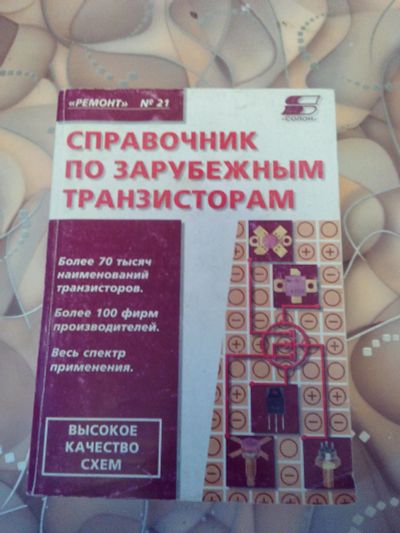 «РЕМОНТ» № 21
«СОЛОН»
СПРАВОЧНИК
ПО ЗАРУБЕЖНЫМ
ТРАНЗИСТОРАМ
Более 70 тысяч
наименований
транзисторов.
Более 100 фирм
производителей.
Весь спектр
применения.
ВЫСОКОЕ
КАЧЕСТВО
СХЕМ